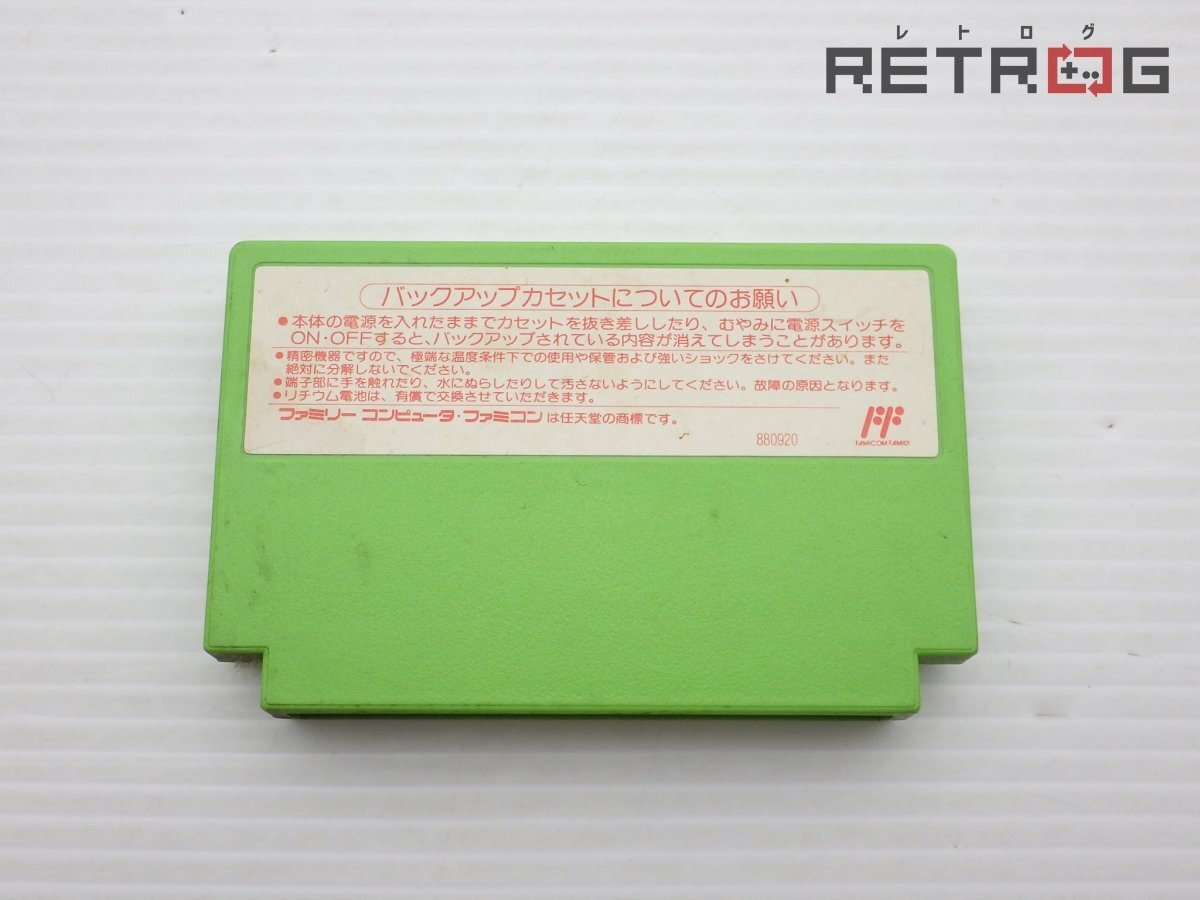 レトログ
RETROG
バックアップカセットについてのお願い
●本体の電源を入れたままでカセットを抜き差ししたり、むやみに電源スイッチを
ON・OFFすると、バックアップされている内容が消えてしまうことがあります。
●精密機器ですので、極端な温度条件下での使用や保管および強いショックをさけてください。また
絶対に分解しないでください。
●端子部に手を触れたり、水にぬらしたりして汚さないようにしてください。故障の原因となります。
●リチウム電池は、有償で交換させていただきます。
ファミリー コンピュータ・ファミコンは任天堂の商標です。
880920
FAMICOM FAMILY